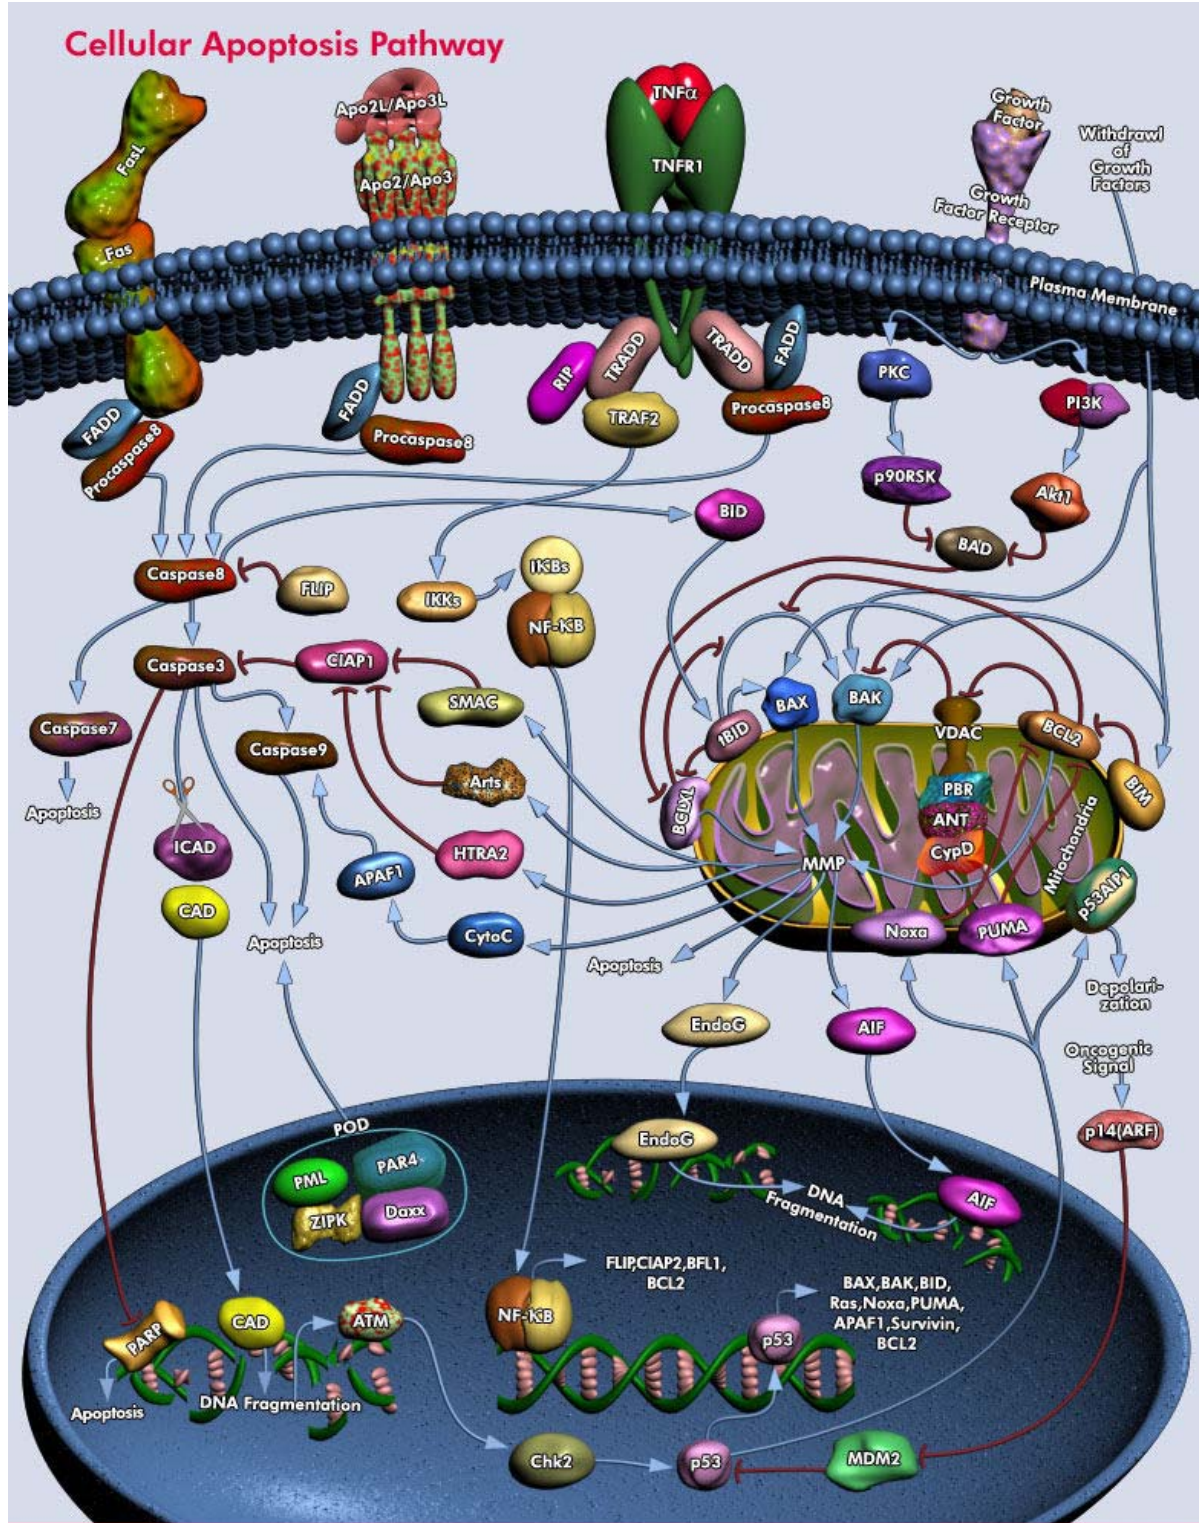 Cellular Apoptosis Pathway
FasL
Fas
Apo2L/Apo3L
Apo2/Apo3
TNFα
TNFR1
Growth
Factor
Growth
Factor Receptor
Withdrawl
of
Growth
Factors
Plasma Membrane
FADD
Procaspase8
FADD
Procaspase8
RIP
TRADD
TRAF2
TRADD
FADD
Procaspase8
PKC
PI3K
p90RSK
Akt1
BAD
BID
Caspase8
FLIP
IKKs
IKBs
NF-KB
Caspase3
CIAP1
SMAC
Caspase7
Caspase9
Arts
Apoptosis
ICAD
APAF1
HTRA2
CAD
CytoC
Apoptosis
Apoptosis
tBID
BAX
BAK
VDAC
BCL2
BIM
BCLXL
PBR
ANT
CypD
MMP
Mitochondria
p53AIP1
Noxa
PUMA
Depolari-
zation
EndoG
AIF
Oncogenic
Signal
p14(ARF)
POD
PML
PAR4
ZIPK
Daxx
EndoG
DNA
Fragmentation
AIF
FLIP,CIAP2,BFL1,
BCL2
NF-KB
BAX,BAK,BID,
Ras,Noxa,PUMA,
APAF1,Survivin,
BCL2
p53
PARP
CAD
ATM
Apoptosis
DNA Fragmentation
Chk2
p53
MDM2